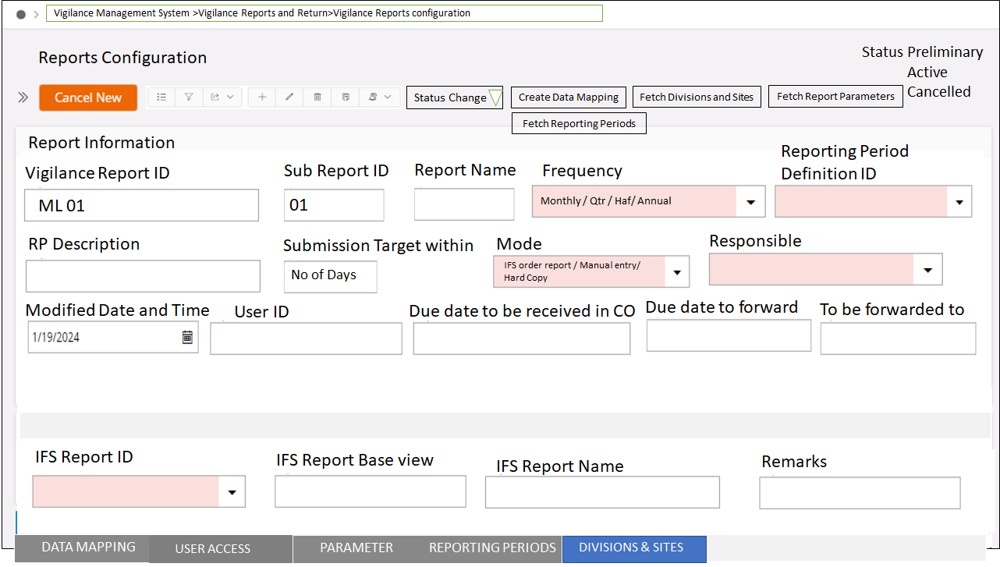 Vigilance Management System >Vigilance Reports and Return>Vigilance Reports configuration
Reports Configuration
Status Preliminary
Active
Cancelled
Cancel New
Status Change
Create Data Mapping
Fetch Divisions and Sites
Fetch Report Parameters
Fetch Reporting Periods
Report Information
Vigilance Report ID
Sub Report ID
Report Name
Frequency
Reporting Period
Definition ID
ML 01
01
Monthly / Qtr / Haf/ Annual
RP Description
Submission Target within
Mode
Responsible
No of Days
IFS order report / Manual entry/
Hard Copy
Modified Date and Time
User ID
Due date to be received in CO
Due date to forward
To be forwarded to
1/19/2024
IFS Report ID
IFS Report Base view
IFS Report Name
Remarks
DATA MAPPING
USER ACCESS
PARAMETER
REPORTING PERIODS
DIVISIONS & SITES